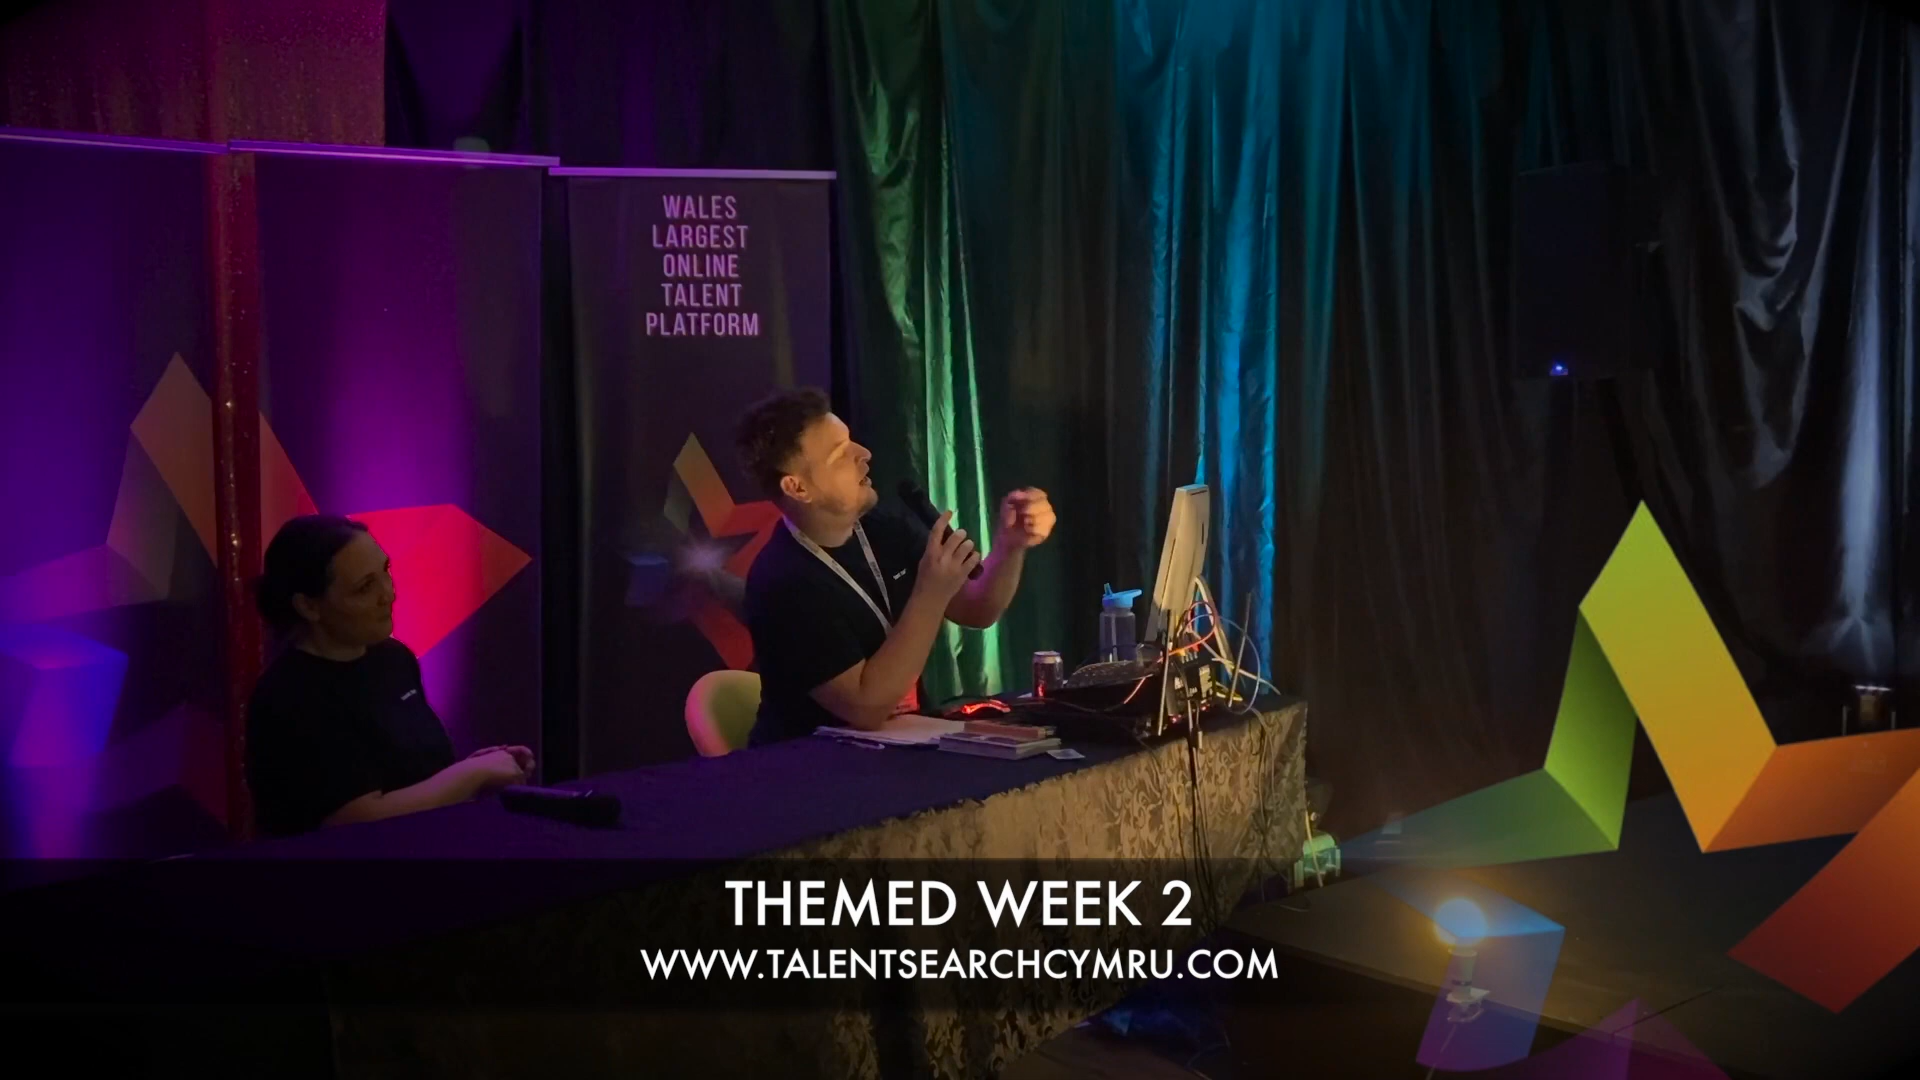 WALES
LARGEST
ONLINE
TALENT
PLATFORM
THEMED WEEK 2
WWW.TALENTSEARCHCYMRU.COM